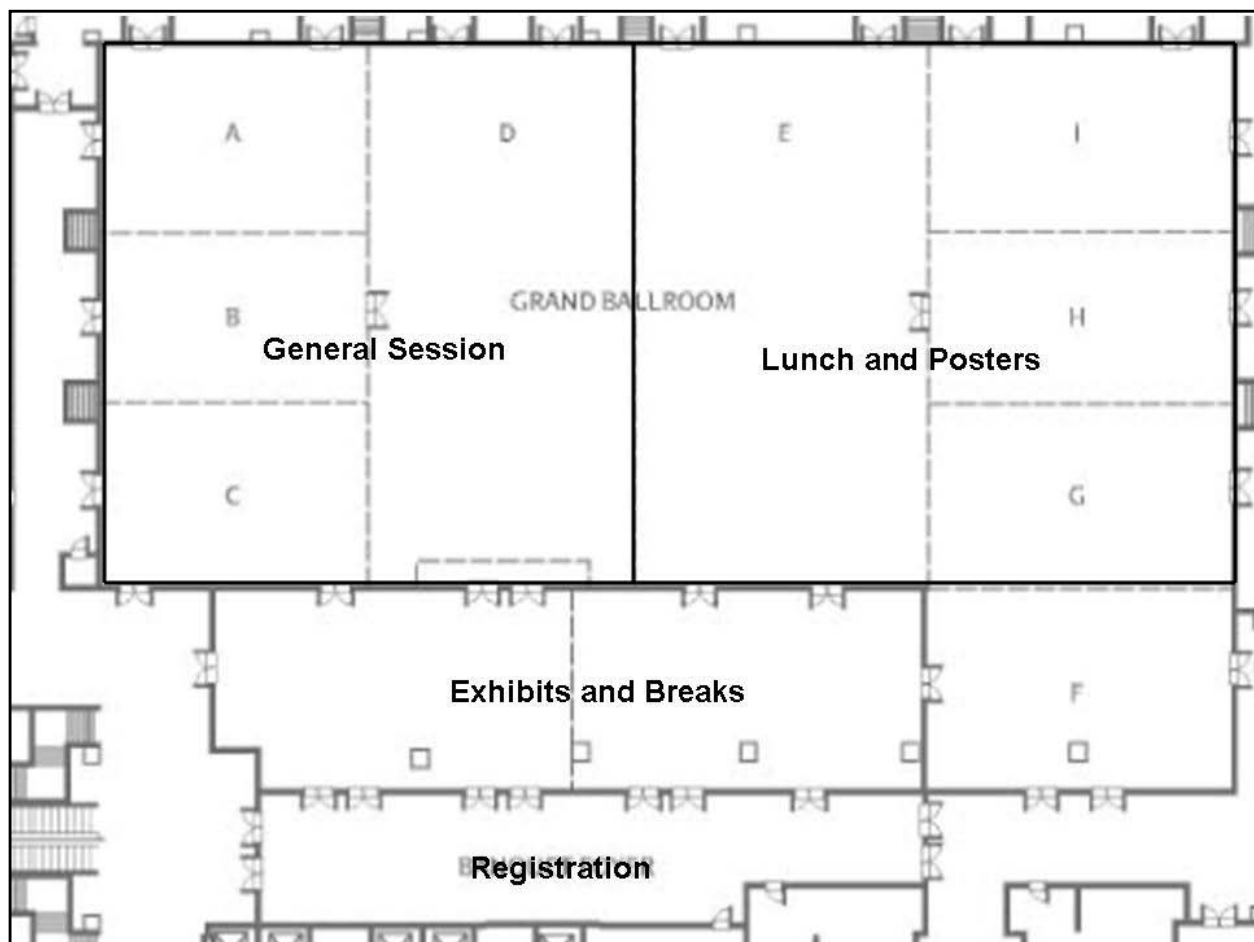 A
D
E
I
GRAND BALLROOM
B
H
General Session
Lunch and Posters
C
G
Exhibits and Breaks
F
Registration